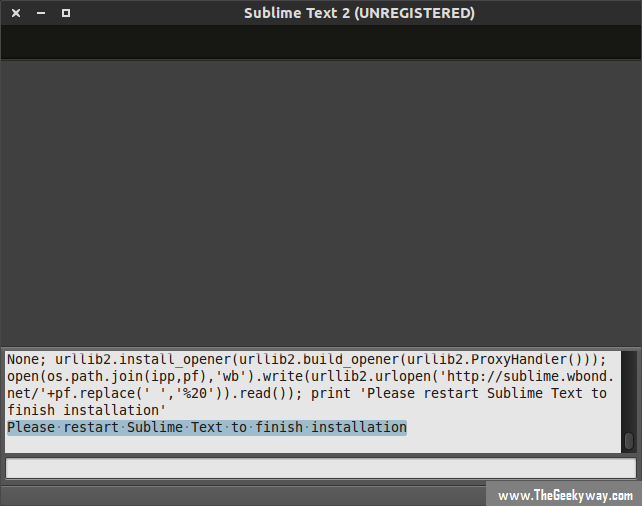 Sublime Text 2 (UNREGISTERED)
None; urllib2.install_opener(urllib2.build_opener(urllib2.ProxyHandler()));
open(os.path.join(ipp,pf),'wb').write(urllib2.urlopen('http://sublime.wbond.
net/'+pf.replace(' ','%20')).read()); print 'Please restart Sublime Text to
finish installation'
Please restart Sublime Text to finish installation
www.TheGeekyway.com